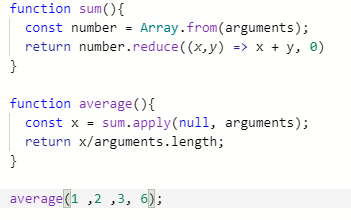 function sum(){
const number = Array.from(arguments);
return number.reduce((x,y) => x + y, 0)
}
function average(){
const x = sum.apply(null, arguments);
return x/arguments.length;
}
average(1 ,2 ,3, 6);